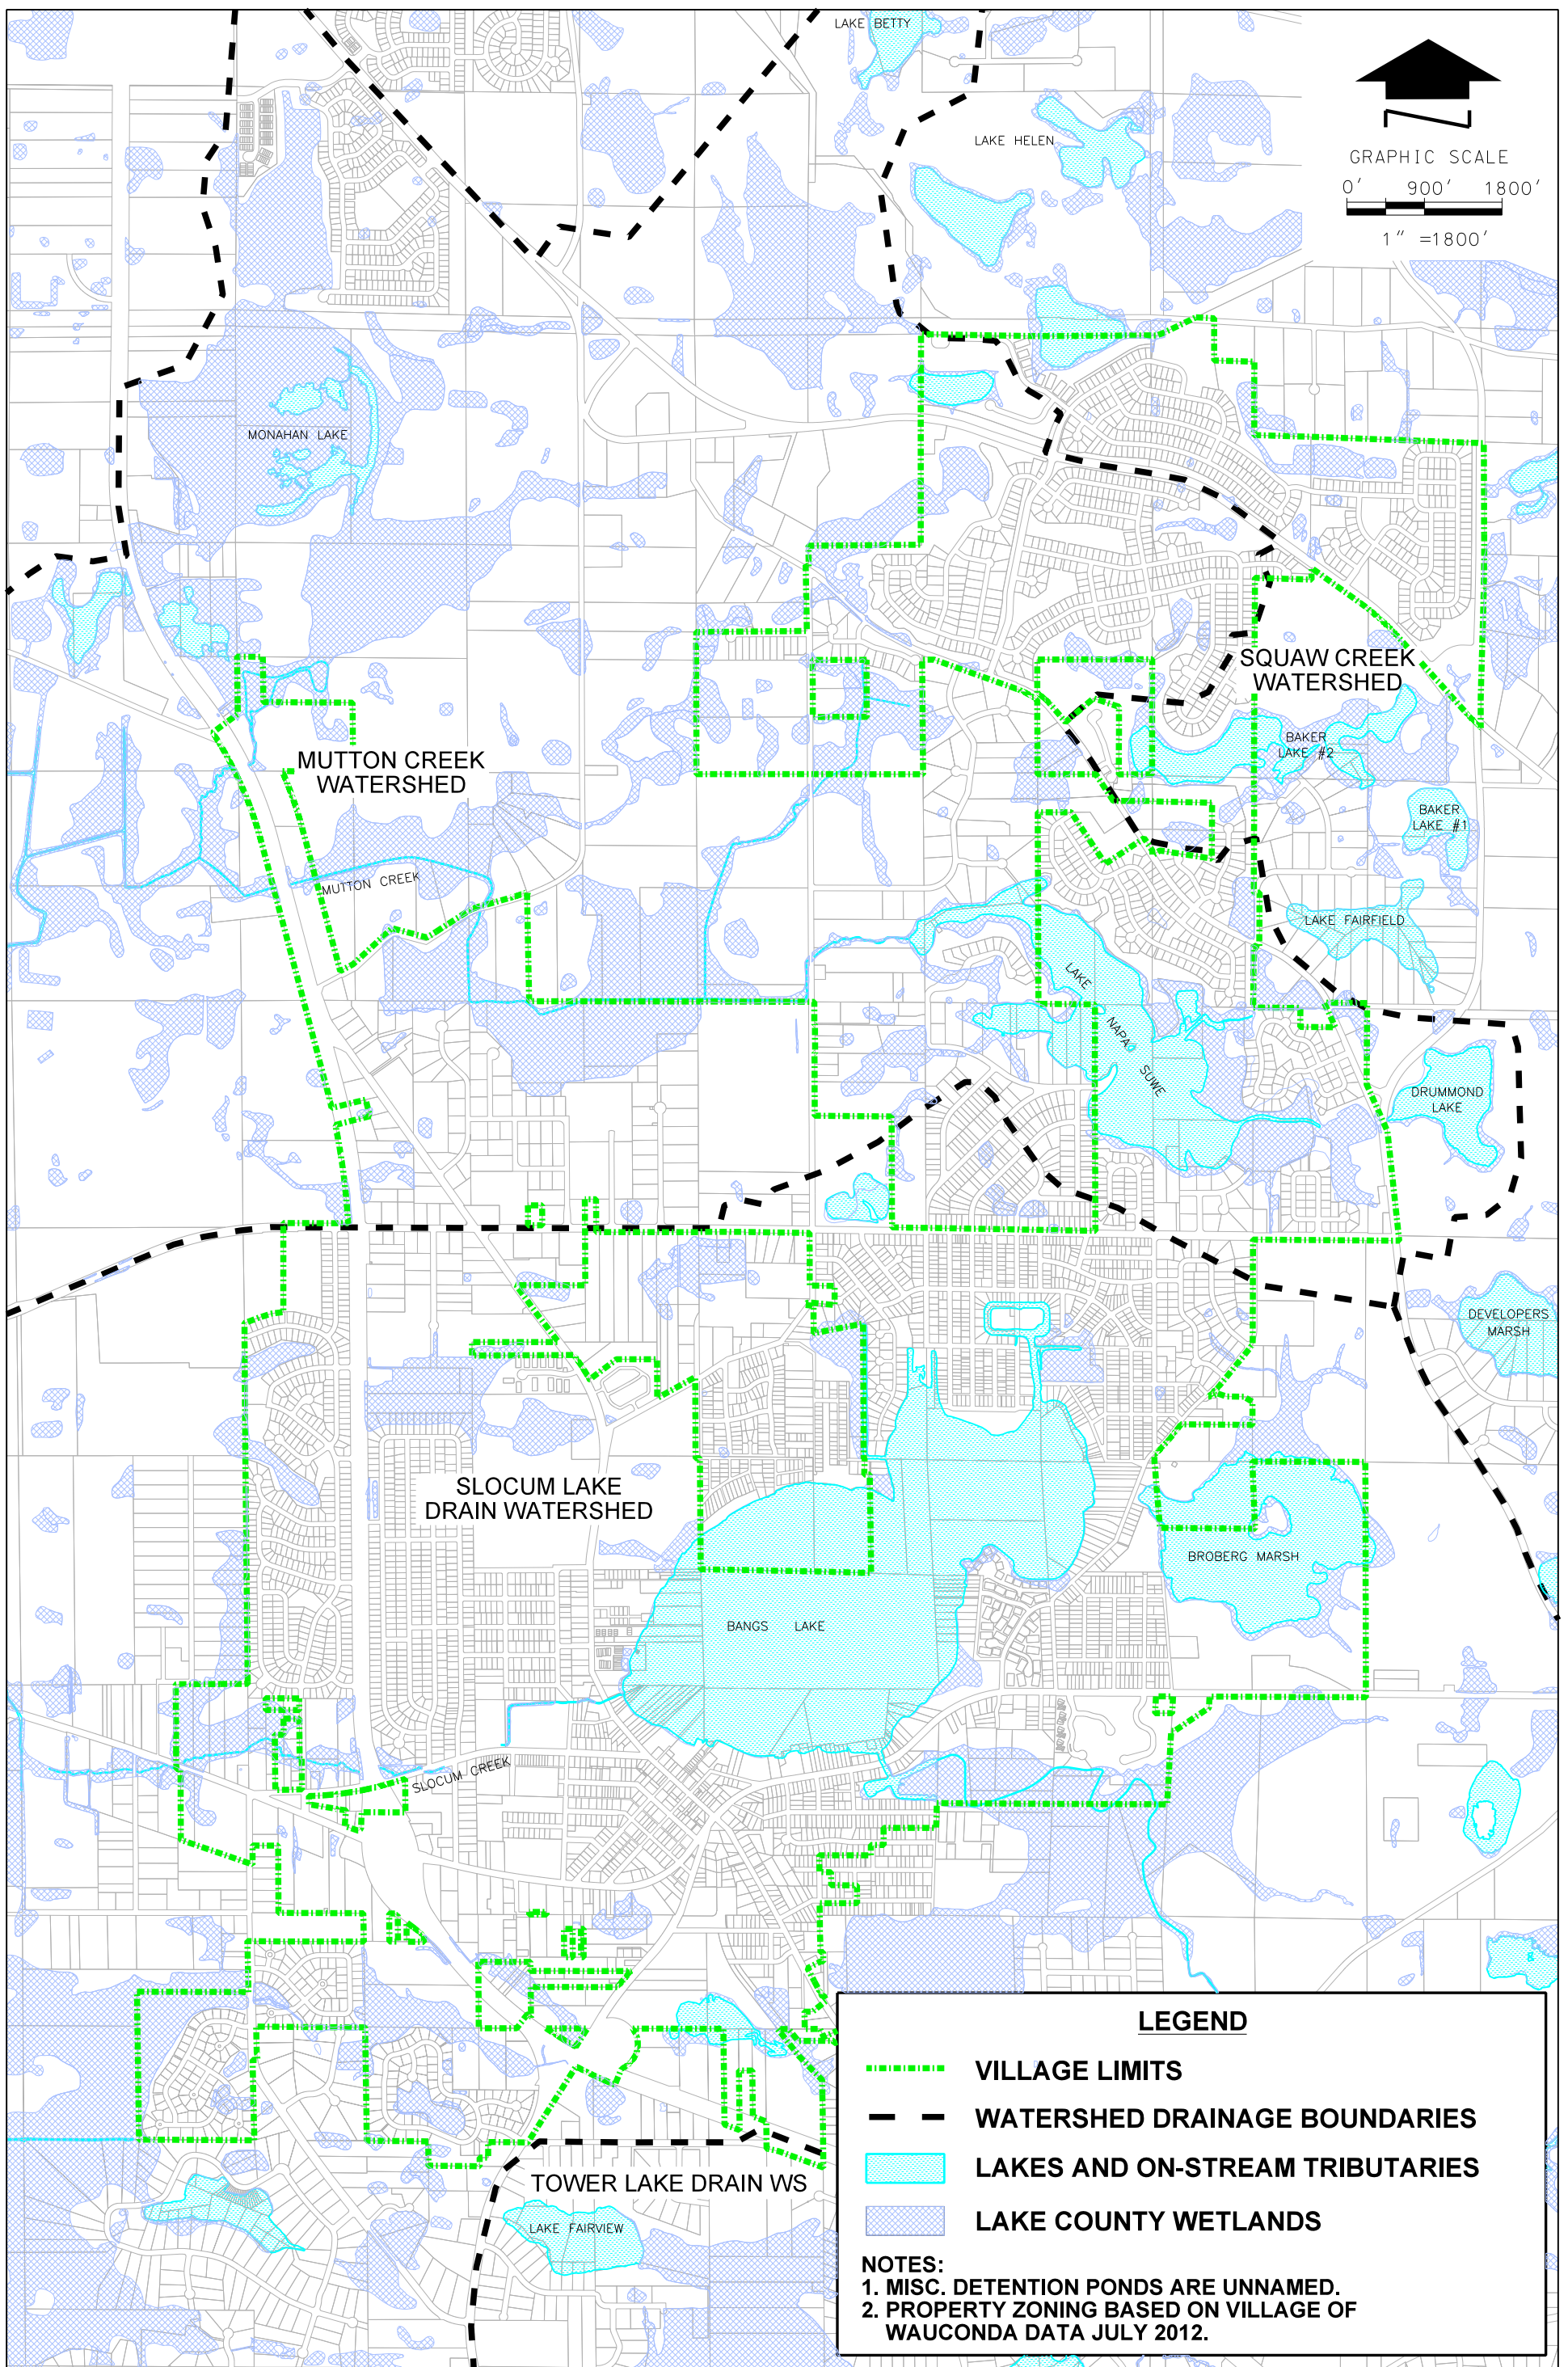 LAKE BETTY
LAKE HELEN
GRAPHIC SCALE
0' 900' 1800'
1" =1800'
MONAHAN LAKE
SQUAW CREEK
WATERSHED
MUTTON CREEK
WATERSHED
BAKER
LAKE #2
BAKER
LAKE #1
MUTTON CREEK
LAKE FAIRFIELD
LAKE
NAPA
SUWE
DRUMMOND
LAKE
DEVELOPERS
MARSH
SLOCUM LAKE
DRAIN WATERSHED
BROBERG MARSH
BANGS LAKE
SLOCUM CREEK
TOWER LAKE DRAIN WS
LAKE FAIRVIEW
LEGEND
VILLAGE LIMITS
WATERSHED DRAINAGE BOUNDARIES
LAKES AND ON-STREAM TRIBUTARIES
LAKE COUNTY WETLANDS
NOTES:
1. MISC. DETENTION PONDS ARE UNNAMED.
2. PROPERTY ZONING BASED ON VILLAGE OF
WAUCONDA DATA JULY 2012.